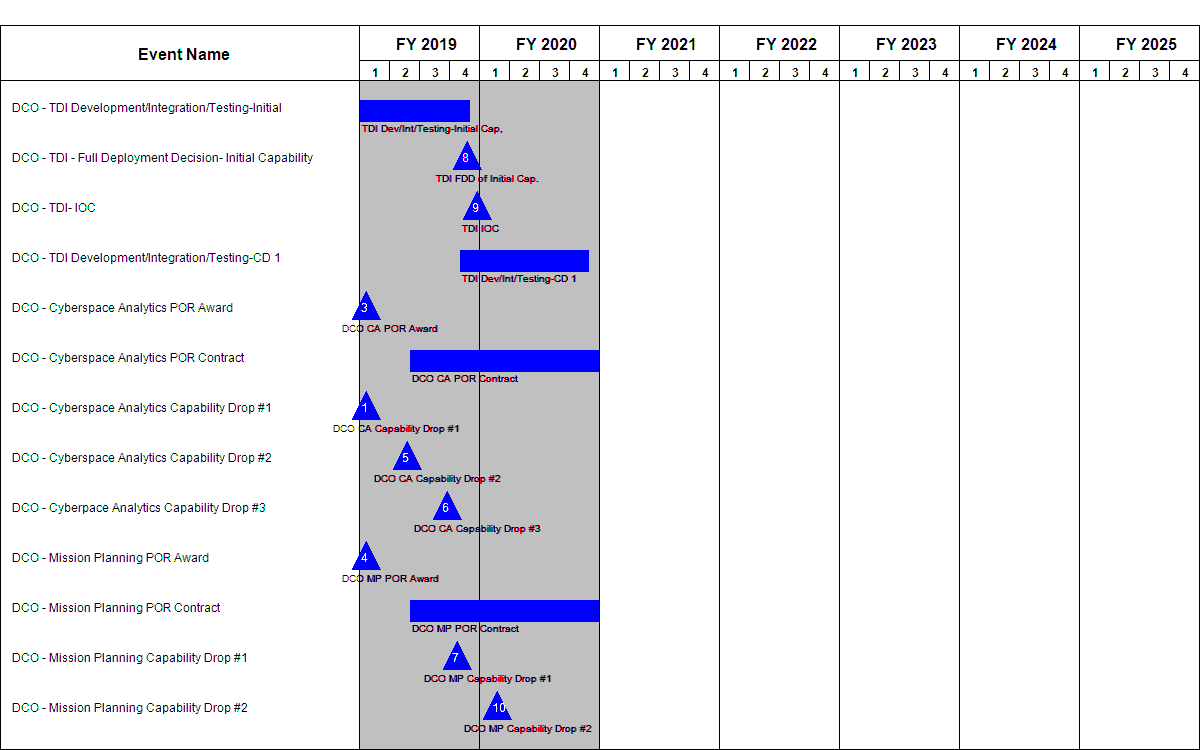 Event Name
FY 2019 FY 2020 FY 2021 FY 2022 FY 2023 FY 2024 FY 2025
1 2 3 4 1 2 3 4 1 2 3 4 1 2 3 4 1 2 3 4 1 2 3 4 1 2 3 4
DCO - TDI Development/Integration/Testing-Initial
TDI Dev/Int/Testing-Initial Cap,
DCO - TDI - Full Deployment Decision- Initial Capability
8
TDI FDD of Initial Cap.
DCO - TDI- IOC
9
TDI IOC
DCO - TDI Development/Integration/Testing-CD 1
TDI Dev/Int/Testing-CD 1
DCO - Cyberspace Analytics POR Award
3
DCO CA POR Award
DCO - Cyberspace Analytics POR Contract
DCO CA POR Contract
DCO - Cyberspace Analytics Capability Drop #1
1
DCO CA Capability Drop #1
DCO - Cyberspace Analytics Capability Drop #2
5
DCO CA Capability Drop #2
DCO - Cyberpace Analytics Capability Drop #3
6
DCO CA Capability Drop #3
DCO - Mission Planning POR Award
4
DCO MP POR Award
DCO - Mission Planning POR Contract
DCO MP POR Contract
DCO - Mission Planning Capability Drop #1
7
DCO MP Capability Drop #1
DCO - Mission Planning Capability Drop #2
10
DCO MP Capability Drop #2